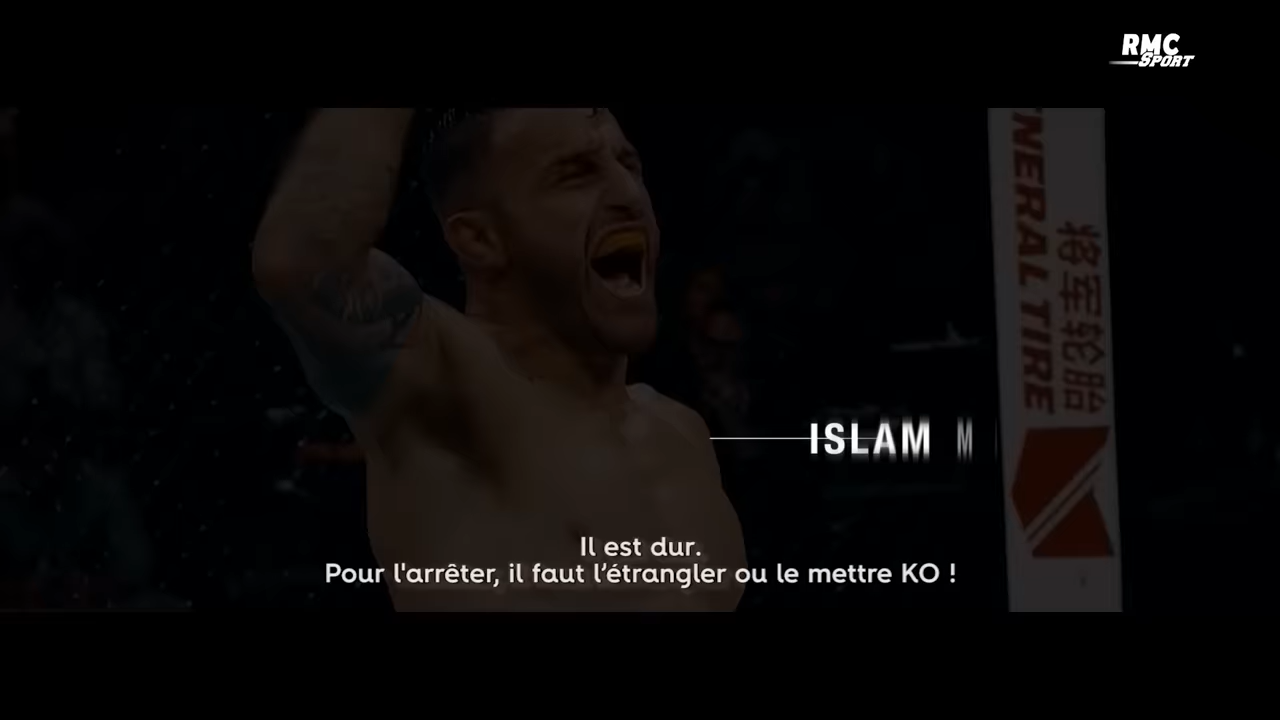 RMC
SPORT
GENERAL TIRE
将军轮胎
ISLAM M
Il est dur.
Pour l'arrêter, il faut l'étrangler ou le mettre KO !